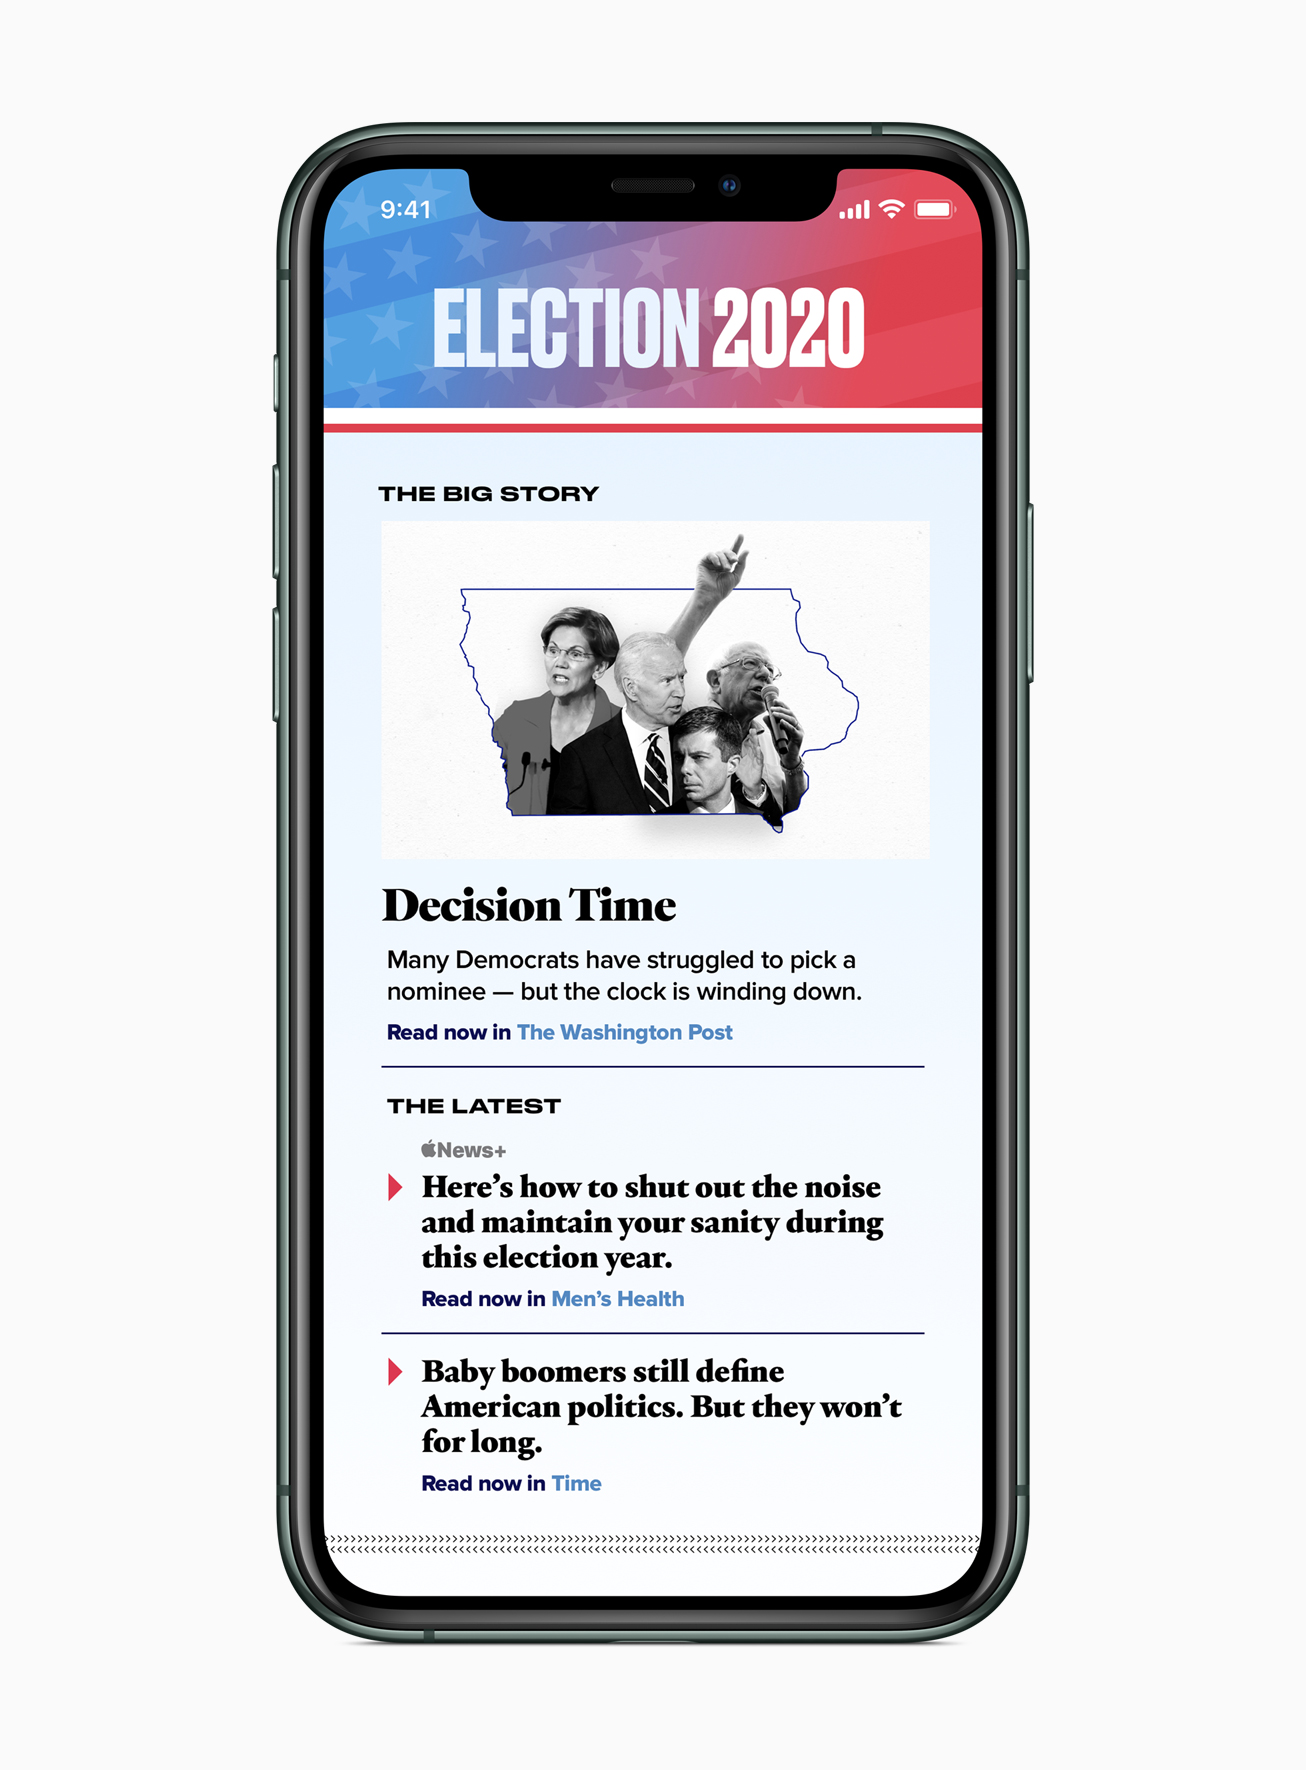 9:41
ELECTION 2020
THE BIG STORY
Decision Time
Many Democrats have struggled to pick a
nominee — but the clock is winding down.
Read now in The Washington Post
THE LATEST
News+
Here’s how to shut out the noise
and maintain your sanity during
this election year.
Read now in Men’s Health
Baby boomers still define
American politics. But they won’t
for long.
Read now in Time